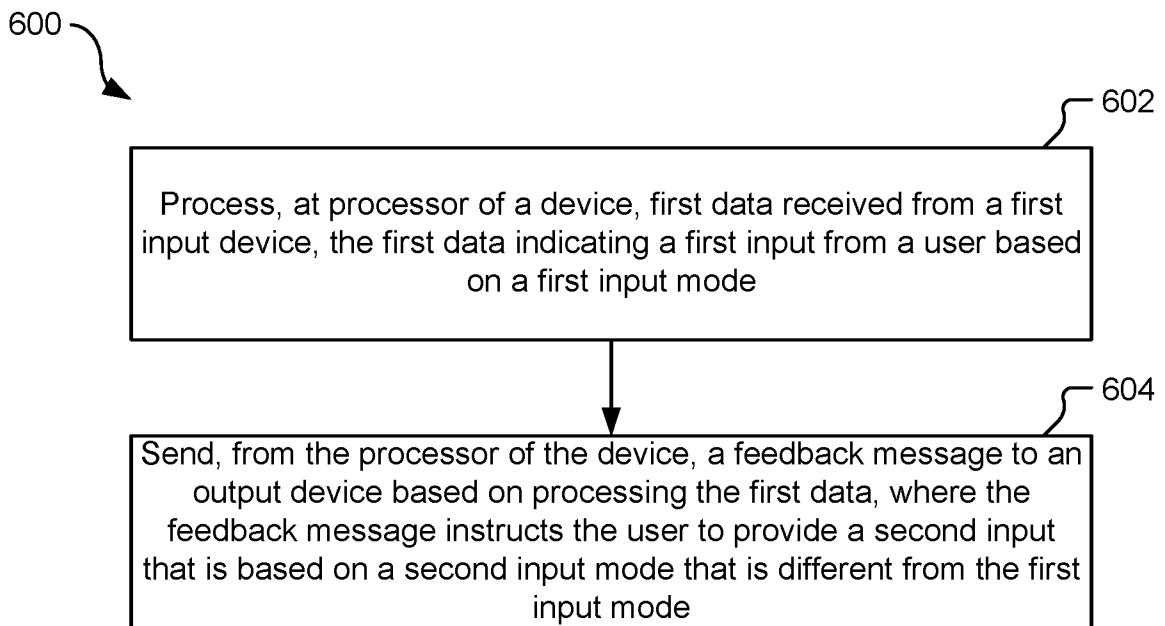 600
602
Process, at processor of a device, first data received from a first
input device, the first data indicating a first input from a user based
on a first input mode
604
Send, from the processor of the device, a feedback message to an
output device based on processing the first data, where the
feedback message instructs the user to provide a second input
that is based on a second input mode that is different from the first
input mode